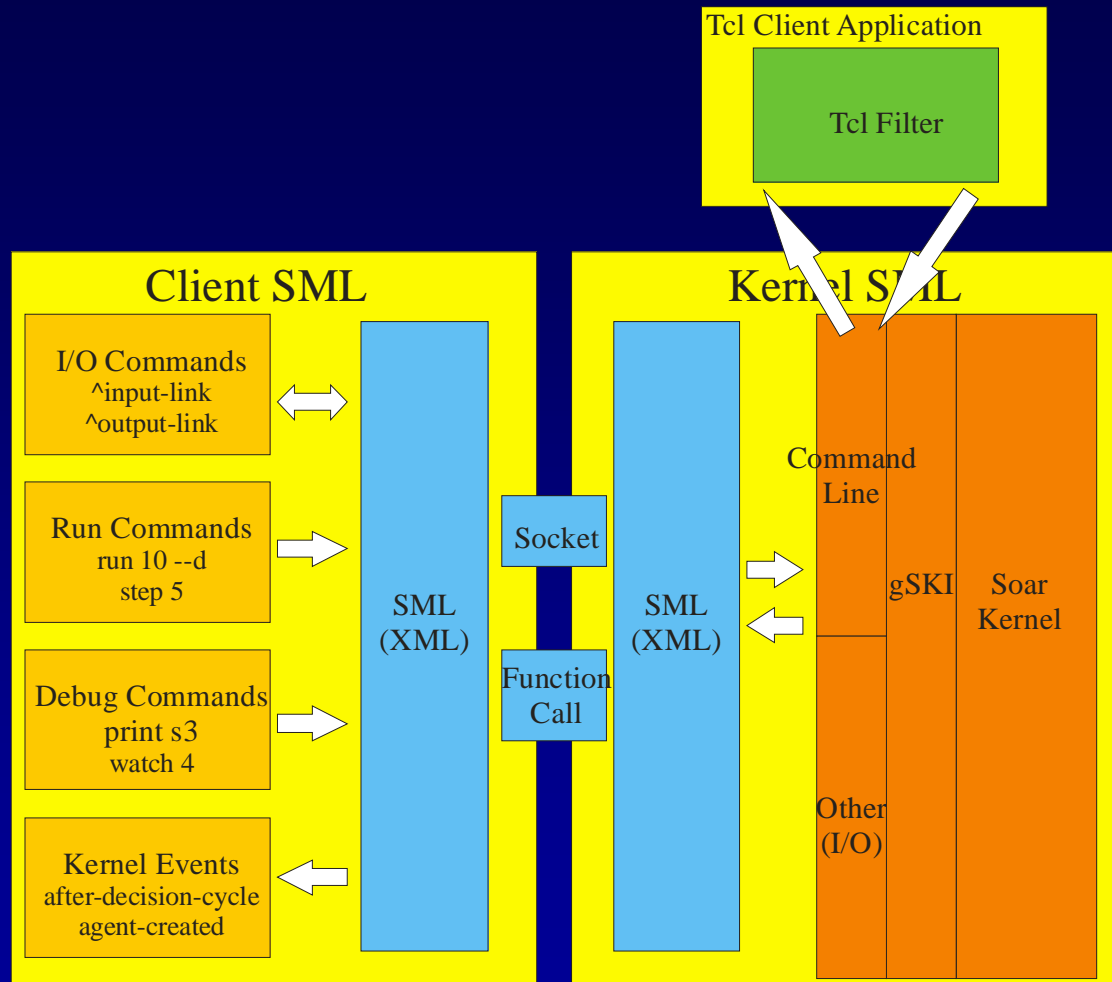 Tcl Client Application
Tcl Filter
Client SML
I/O Commands
^input-link
^output-link
Run Commands
run 10 --d
step 5
Debug Commands
print s3
watch 4
Kernel Events
after-decision-cycle
agent-created
SML
(XML)
Socket
Function
Call
Kernel SML
SML
(XML)
Command
Line
Other
(I/O)
gSKI
Soar
Kernel